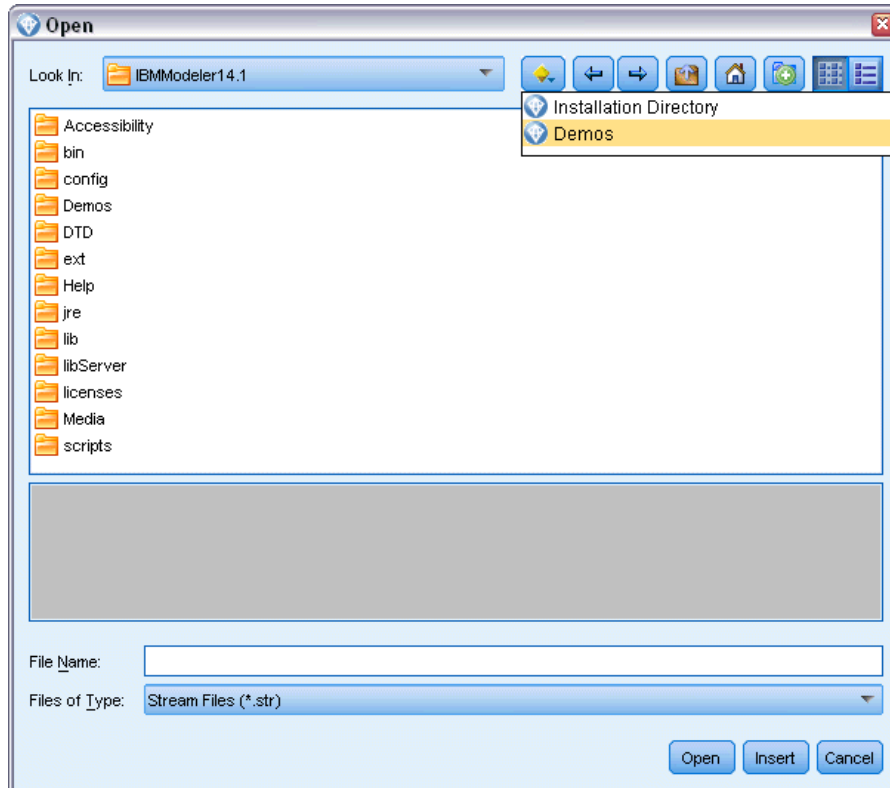 Open
Look In: IBMModeler14.1
Installation Directory
Demos
Accessibility
bin
config
Demos
DTD
ext
Help
jre
lib
libServer
licenses
Media
scripts
File Name:
Files of Type: Stream Files (*.str)
Open Insert Cancel